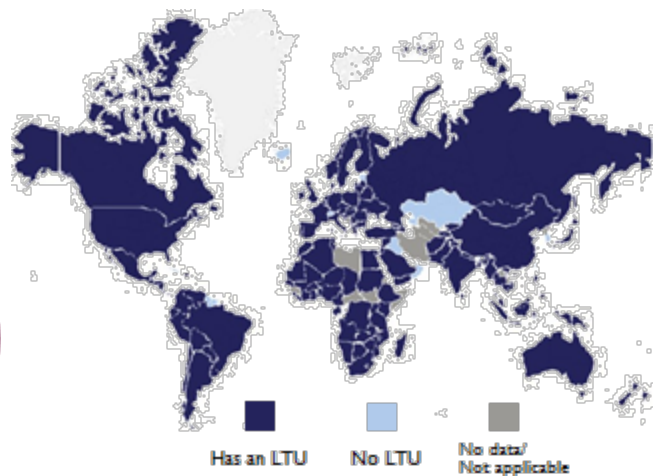 Has an LTU
No LTU
No data/
Not applicable